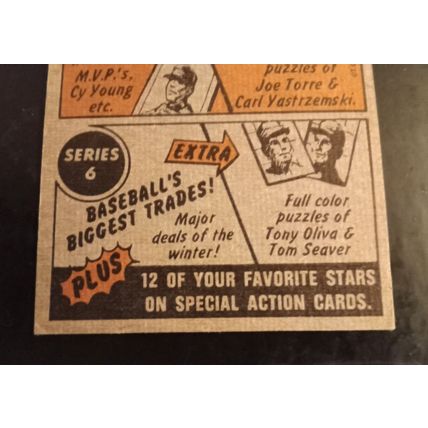 M.V.P.'s,
Cy Young
etc.
puzzles of
Joe Torre &
Carl Yastrzemski.
SERIES
6
EXTRA
BASEBALL'S
BIGGEST TRADES!
Major
deals of the
winter!
Full color
puzzles of
Tony Oliva &
Tom Seaver
PLUS
12 OF YOUR FAVORITE STARS
ON SPECIAL ACTION CARDS.